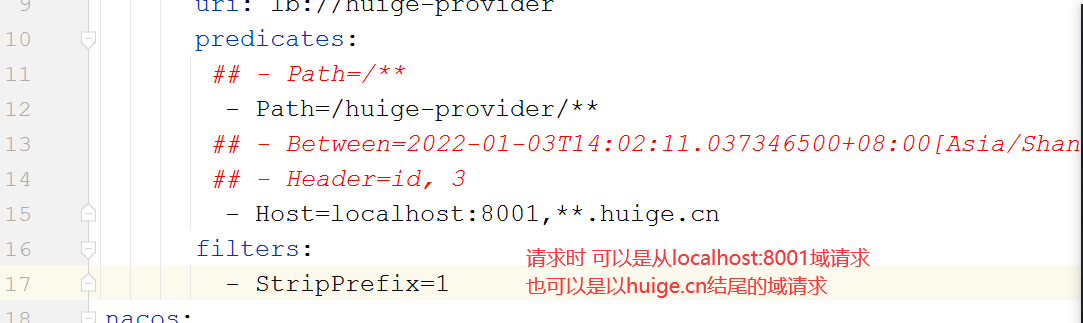 9 uri: lb://huige-provider
10 predicates:
11 ## - Path=/**
12 - Path=/huige-provider/**
13 ## - Between=2022-01-03T14:02:11.037346500+08:00[Asia/Shan
14 ## - Header=id, 3
15 - Host=localhost:8001,**.huige.cn
16 filters:
17 - StripPrefix=1
18 nacos:
请求时 可以是从localhost:8001域请求
也可以是以huige.cn结尾的域请求